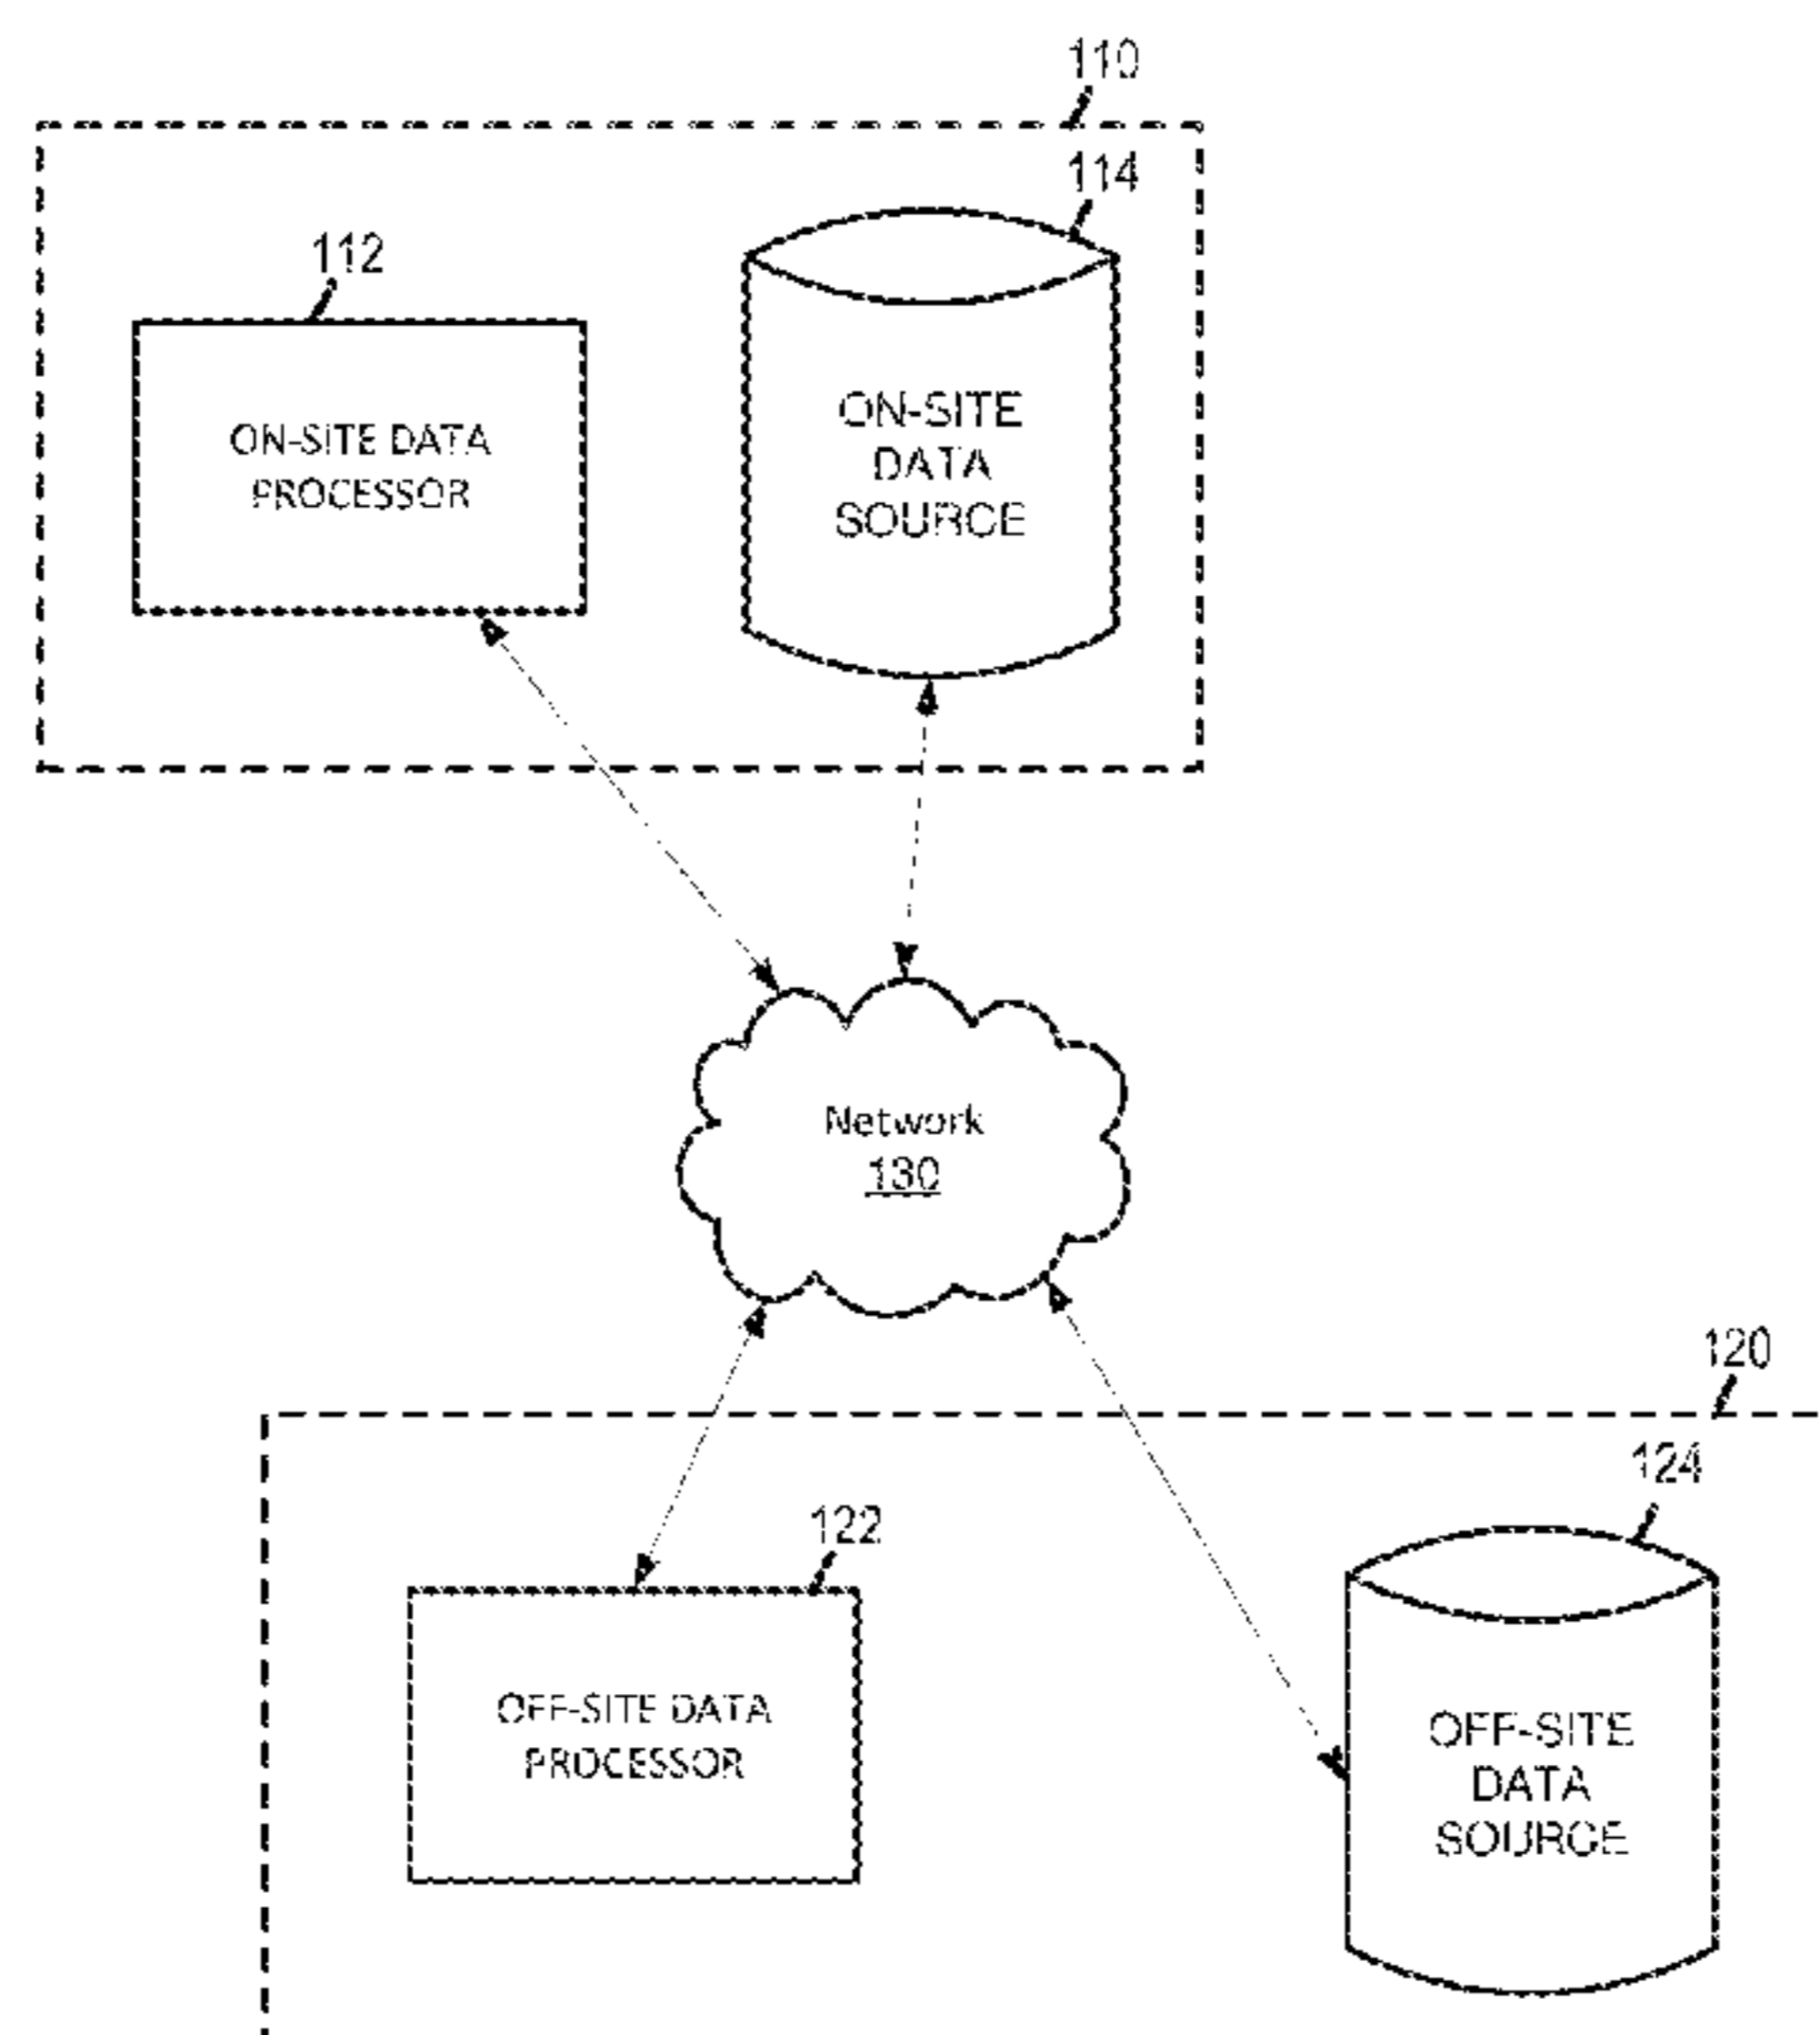 110
114
112
ON-SITE DATA
PROCESSOR
ON-SITE
DATA
SOURCE
Network
130
120
124
122
OFF-SITE DATA
PROCESSOR
OFF-SITE
DATA
SOURCE